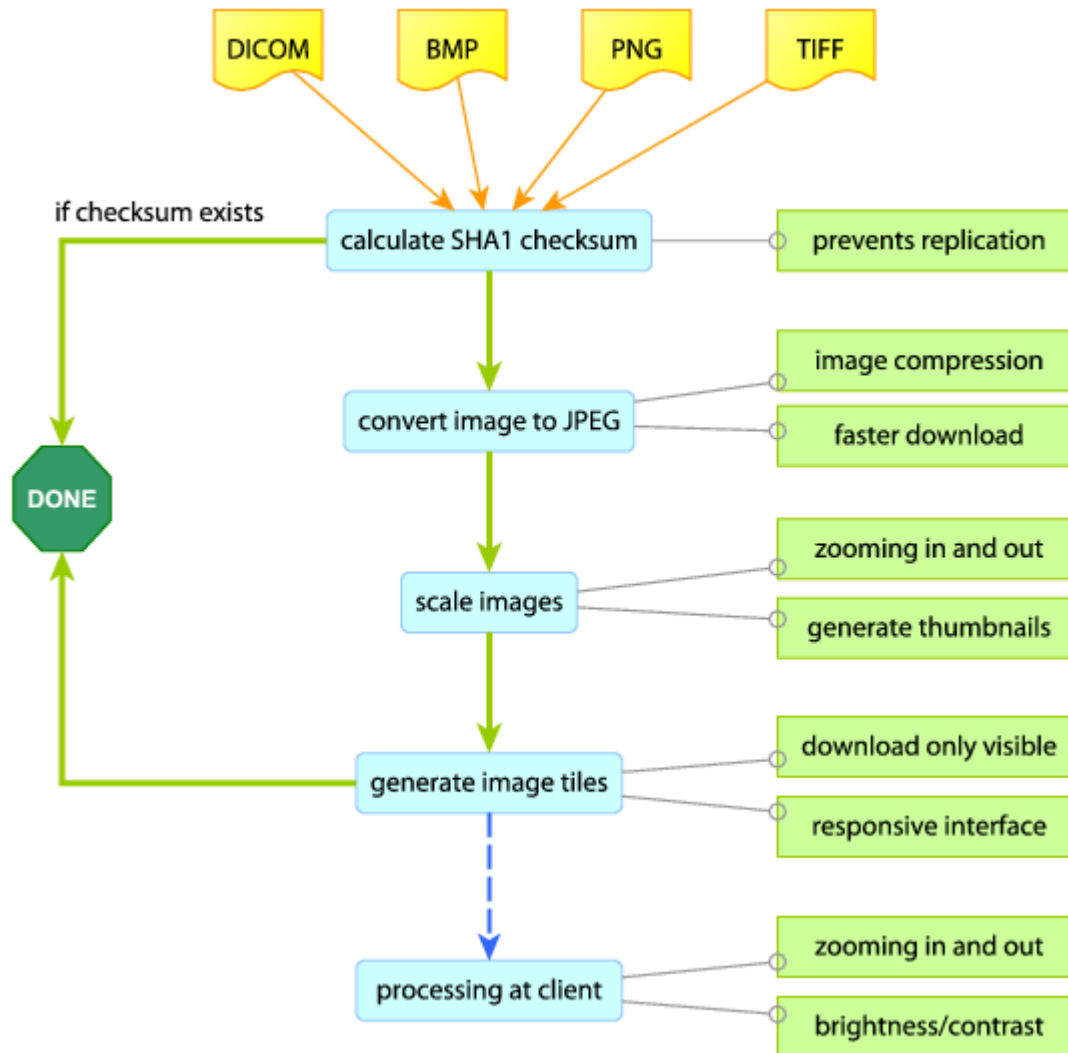 DICOM
BMP
PNG
TIFF
if checksum exists
calculate SHA1 checksum
prevents replication
image compression
convert image to JPEG
faster download
DONE
zooming in and out
scale images
generate thumbnails
download only visible
generate image tiles
responsive interface
zooming in and out
processing at client
brightness/contrast